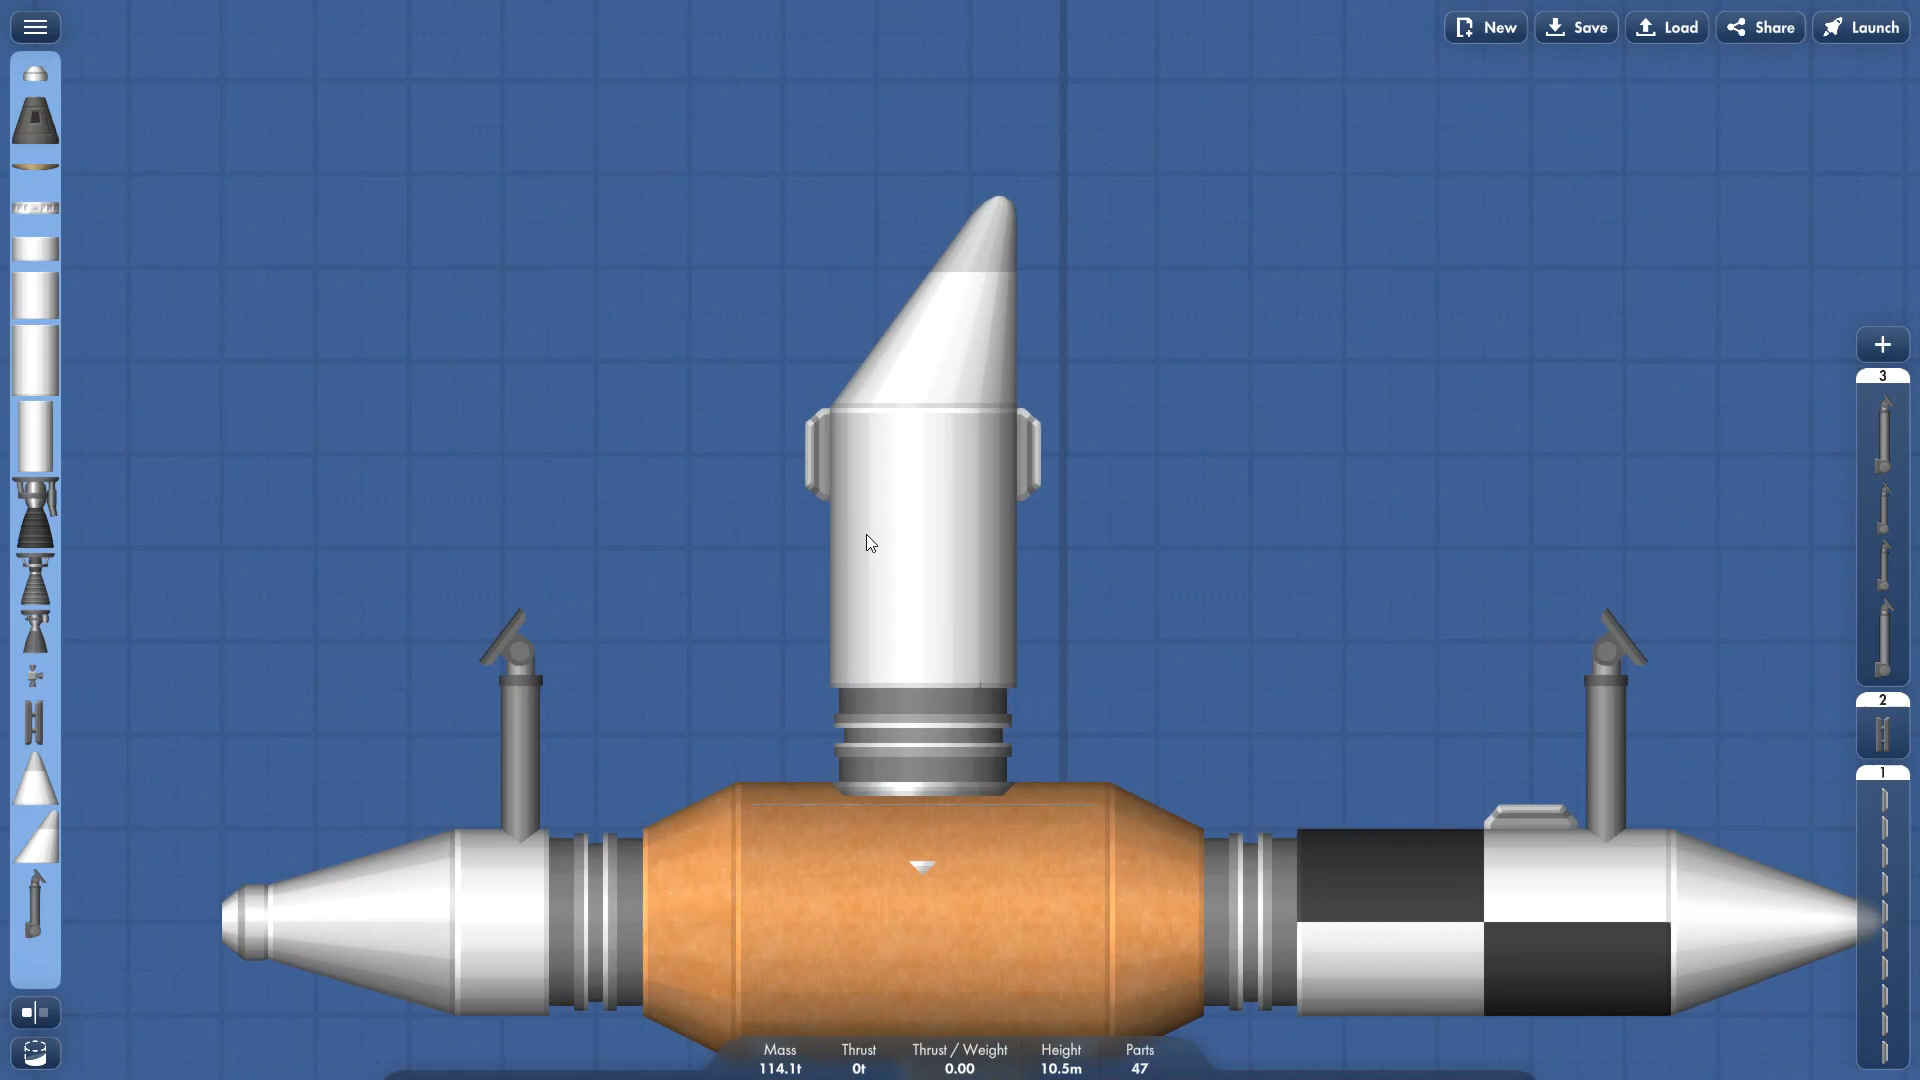 New Save Load Share Launch
3
2
1
Mass Thrust Thrust / Weight Height Parts
114.1t 0t 0.00 10.5m 47